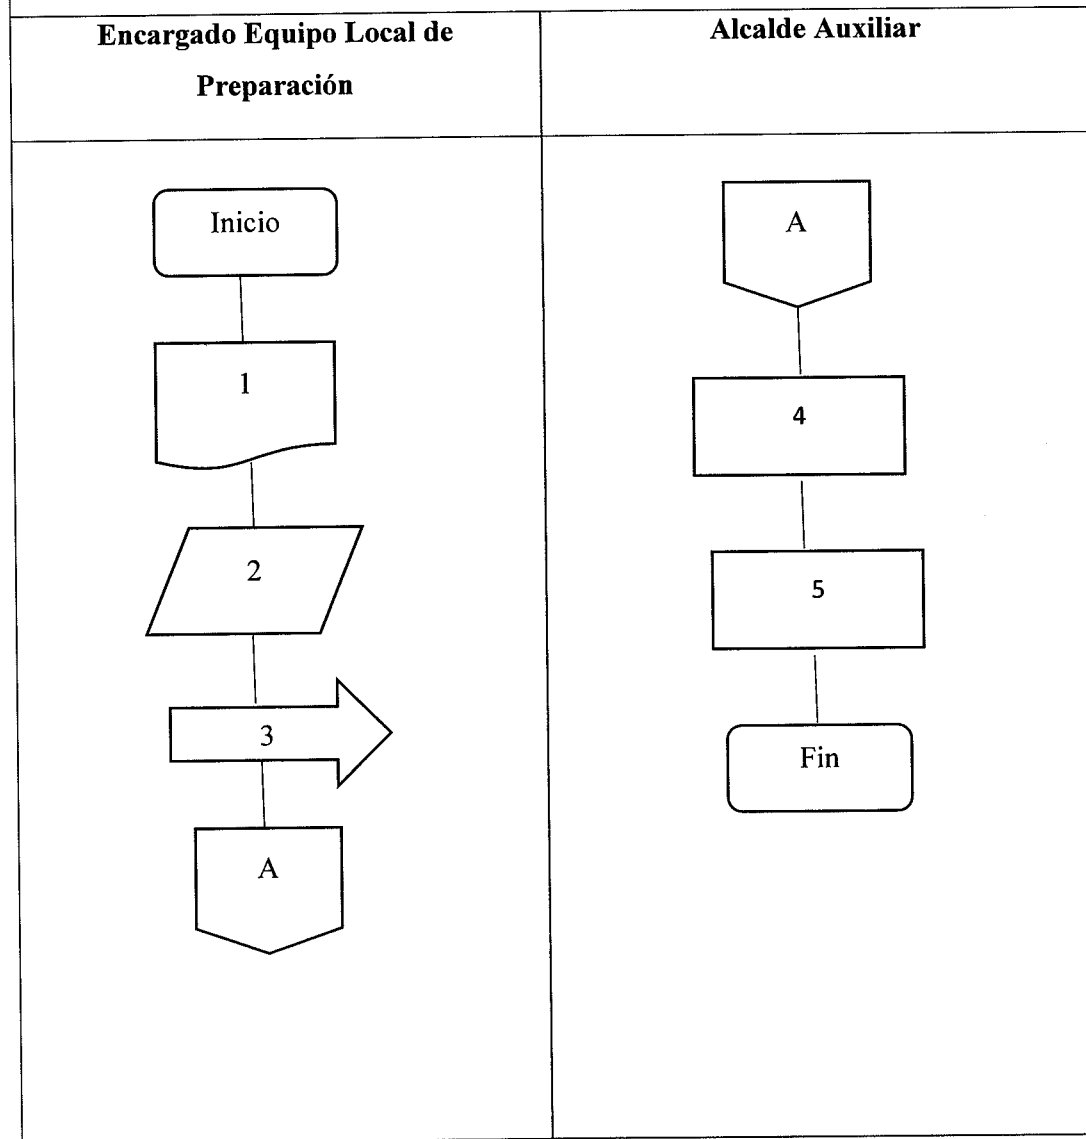 Encargado Equipo Local de
Preparación
Alcalde Auxiliar
Inicio
1
2
3
A
A
4
5
Fin